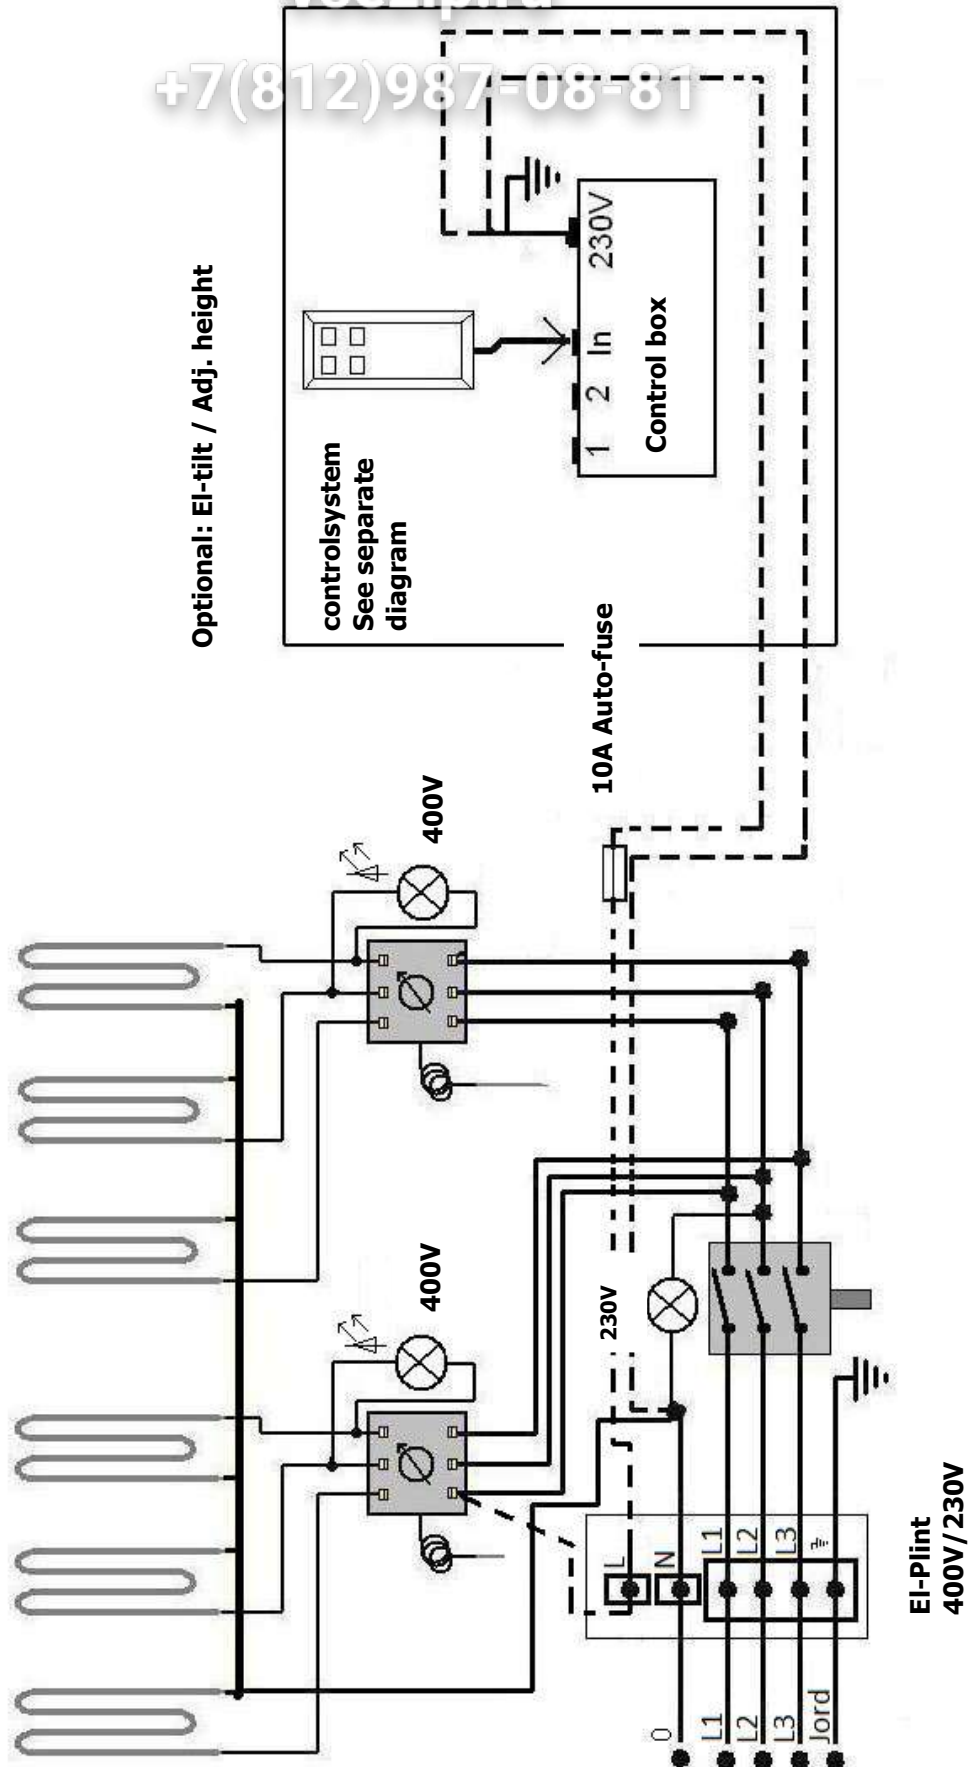 +7(812)987-08-81
Optional: El-tilt / Adj. height
controlsystem
See separate
diagram
1
2
In
230V
Control box
10A Auto-fuse
400V
400V
230V
L
N
L1
L2
L3
0
L1
L2
L3
Jord
El-Plint
400V/230V